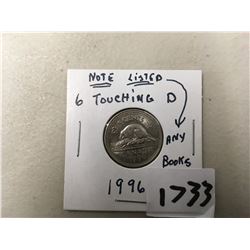 NOTE LISTED
6 TOUCHING D
ANY
BOOKS
1996
1733